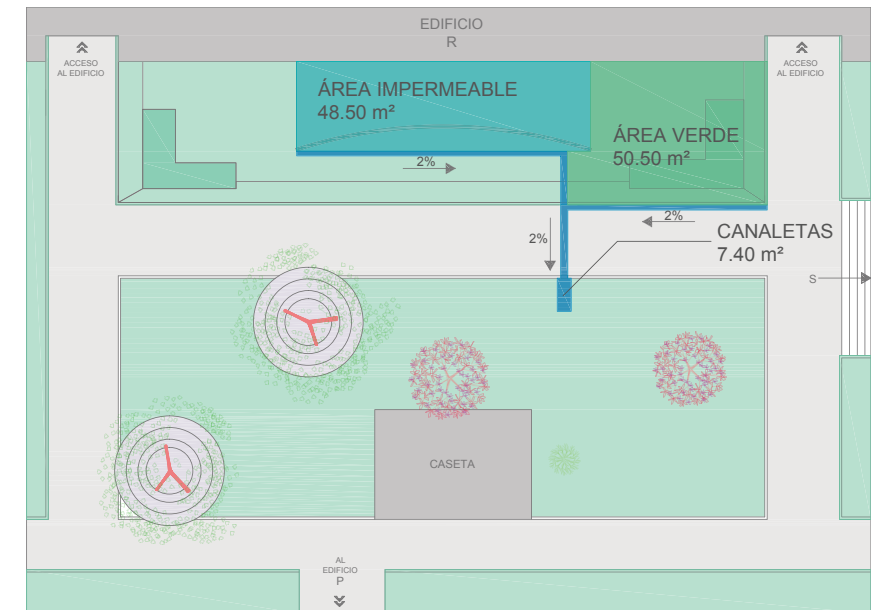 EDIFICIO
R
ACCESO
AL EDIFICIO
ACCESO
AL EDIFICIO
ÁREA IMPERMEABLE
48.50 m²
ÁREA VERDE
50.50 m²
2%
2%
2%
CANALETAS
7.40 m²
S
CASETA
AL
EDIFICIO
P